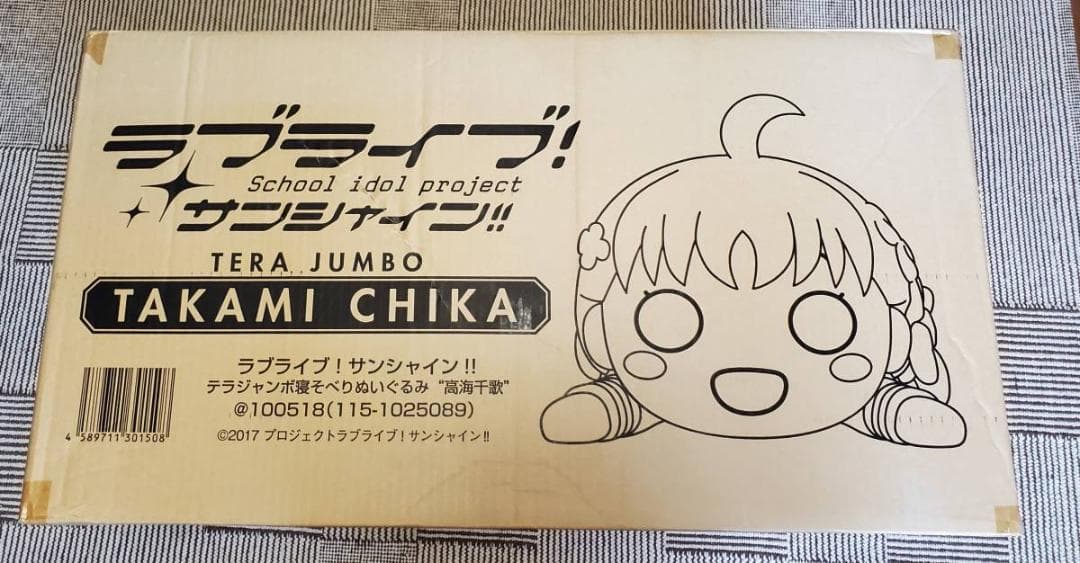 ラブライブ!
School idol project
サンシャイン!!
TERA JUMBO
TAKAMI CHIKA
ラブライブ！サンシャイン!!
テラジャンボ寝そべりぬいぐるみ“高海千歌”
@100518(115-1025089)
©2017 プロジェクトラブライブ！サンシャイン!!
4 589711 301508